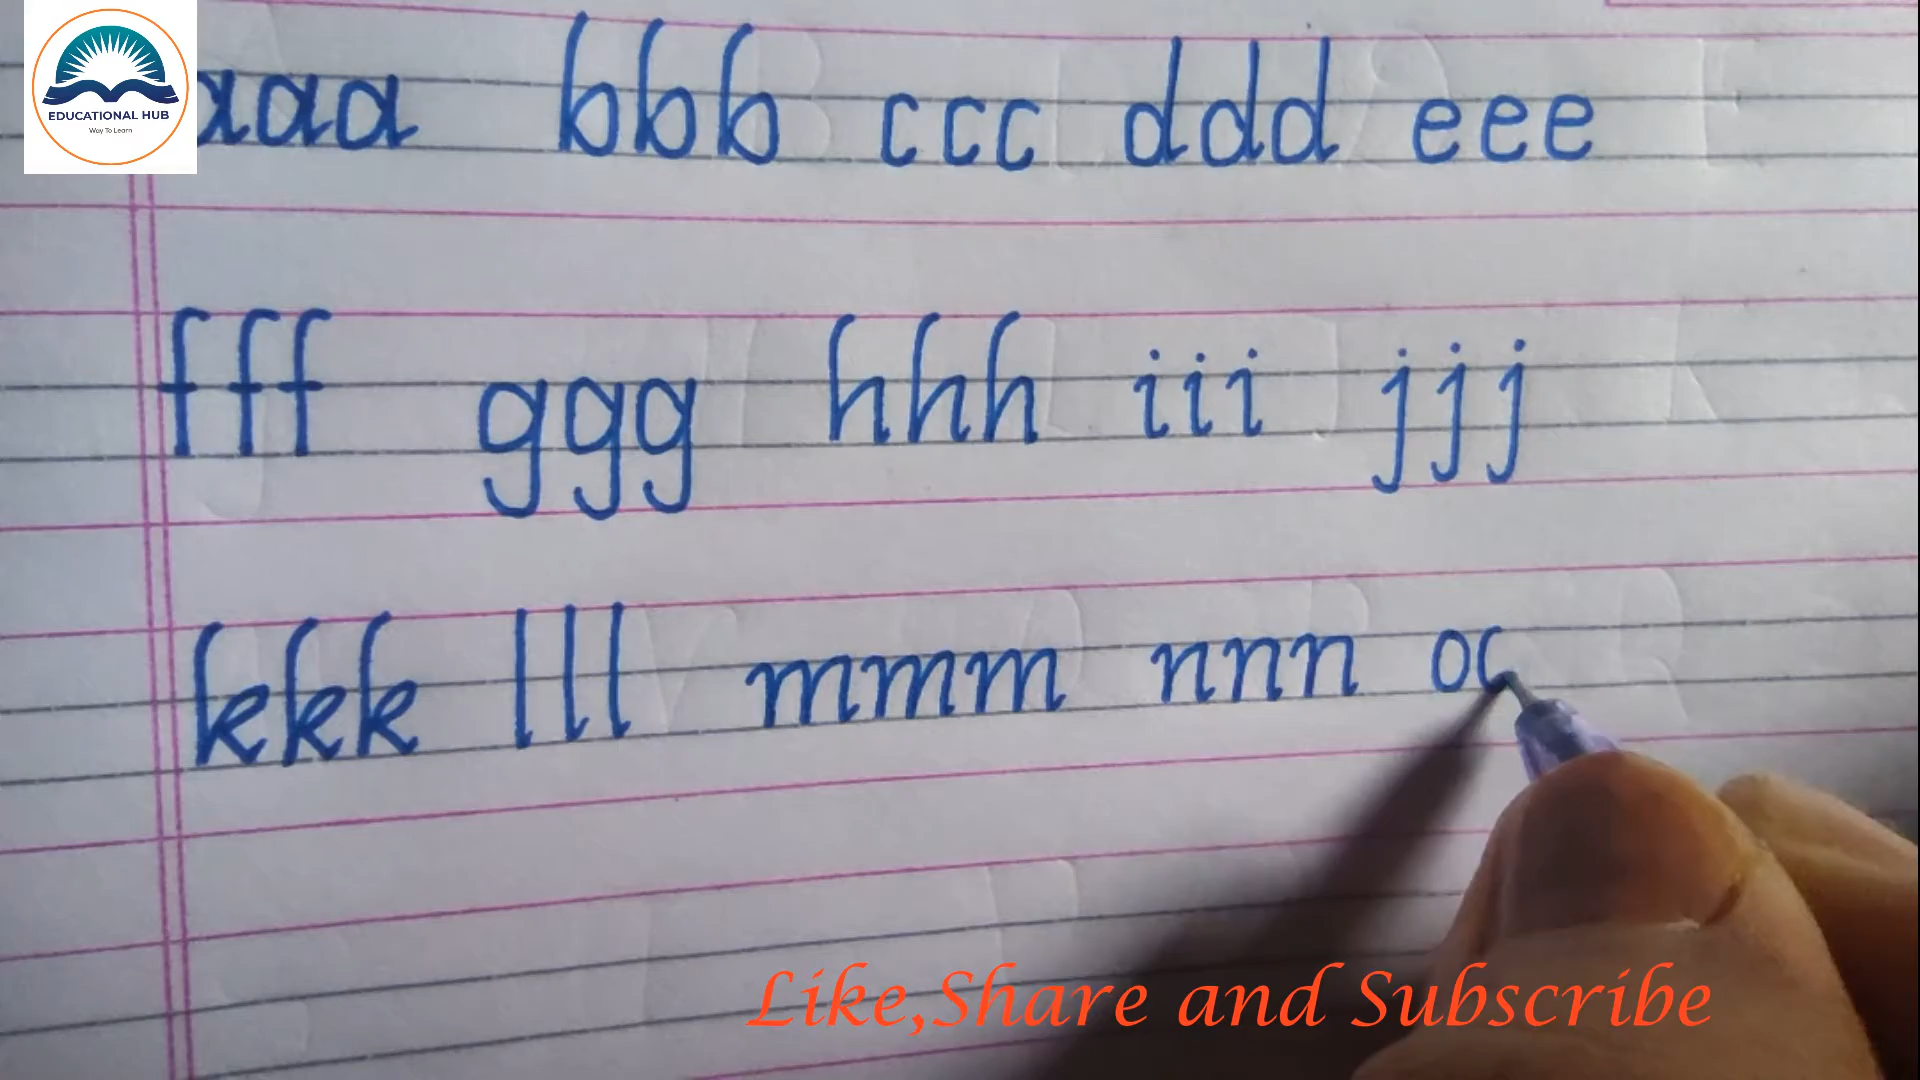 EDUCATIONAL HUB
Way To Learn
aaa bbb ccc ddd eee
fff ggg hhh iii jjj
kkk lll mmm nnn oc
Like,Share and Subscribe